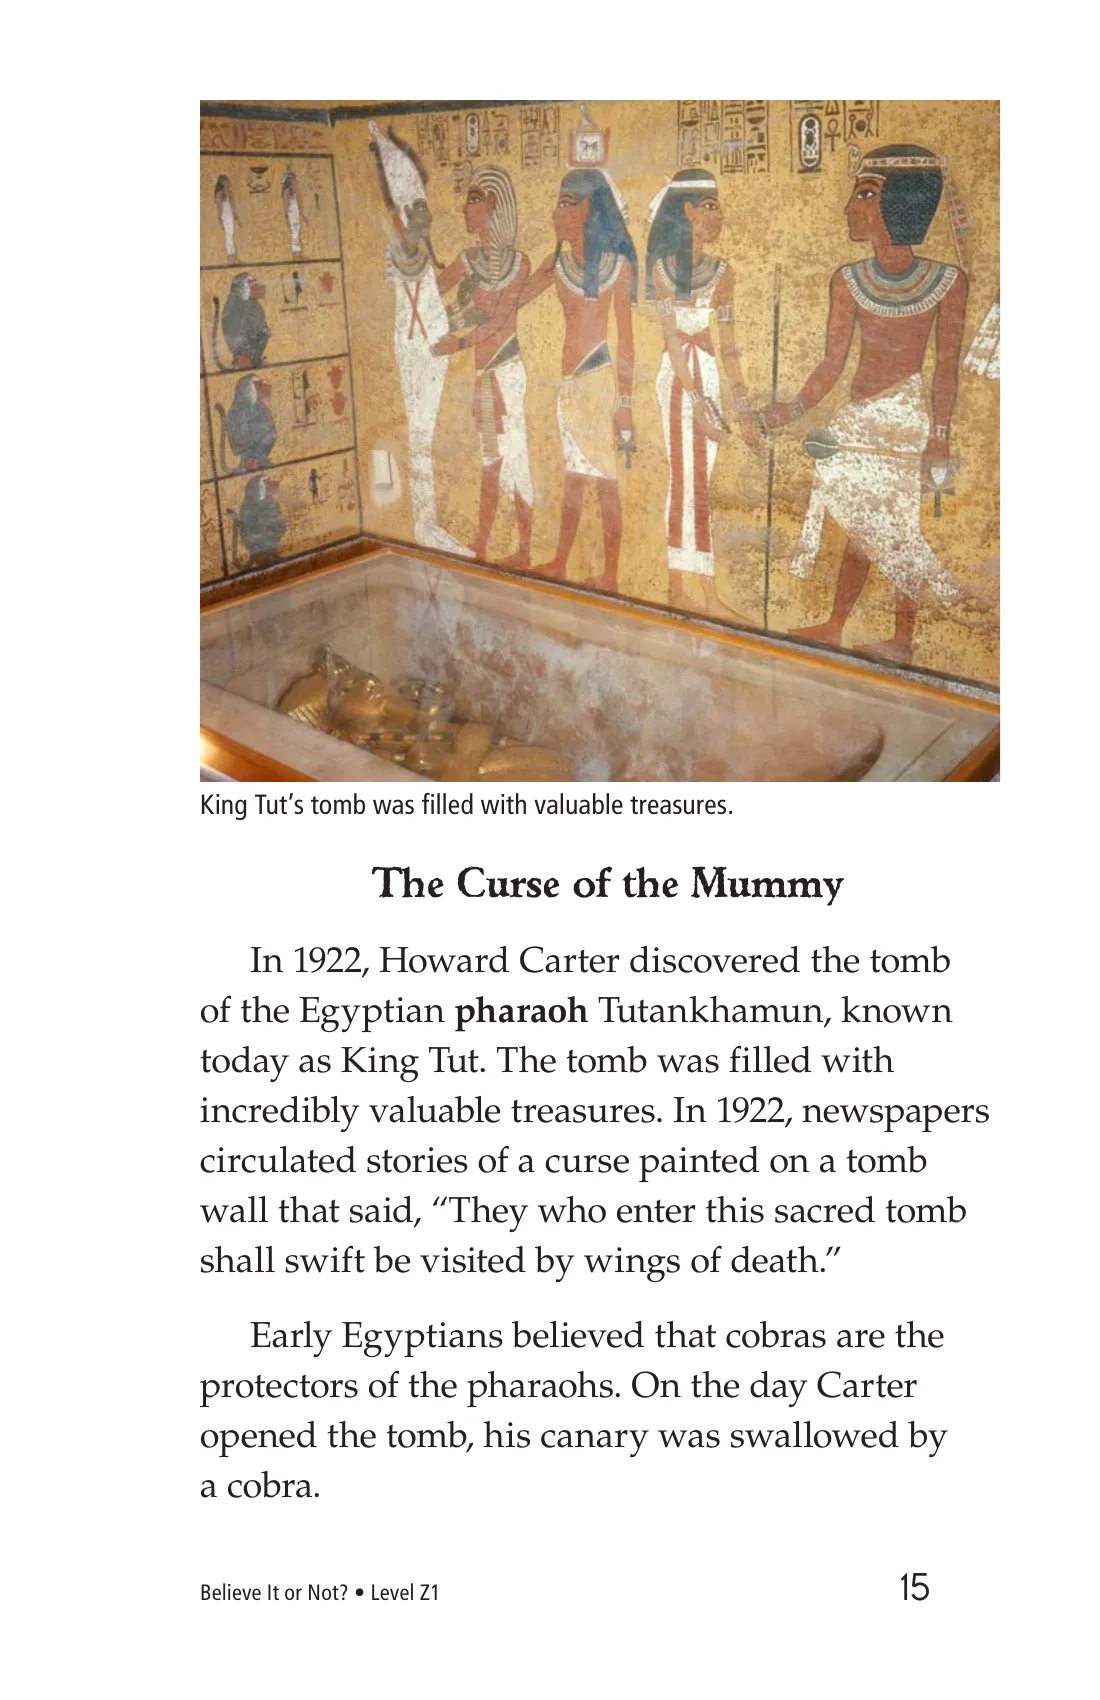 King Tut’s tomb was filled with valuable treasures.
The Curse of the Mummy
In 1922, Howard Carter discovered the tomb
of the Egyptian pharaoh Tutankhamun, known
today as King Tut. The tomb was filled with
incredibly valuable treasures. In 1922, newspapers
circulated stories of a curse painted on a tomb
wall that said, “They who enter this sacred tomb
shall swift be visited by wings of death.”
Early Egyptians believed that cobras are the
protectors of the pharaohs. On the day Carter
opened the tomb, his canary was swallowed by
a cobra.
Believe It or Not? • Level Z1 15